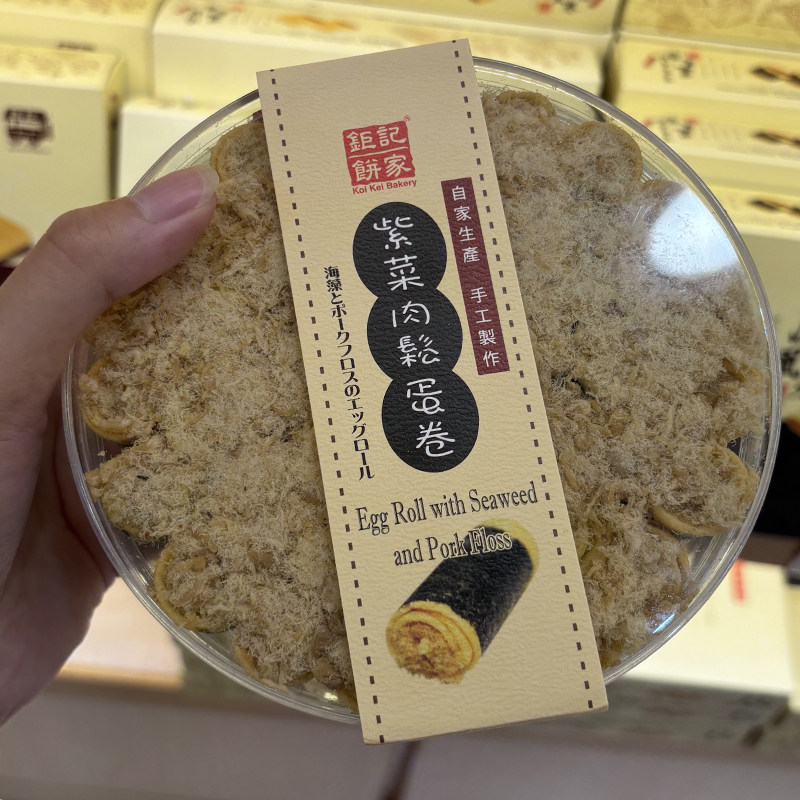 鉅記
餅家
Koi Kei Bakery
紫菜肉鬆蛋卷
自家生產 手工製作
海藻とポークフロスのエッグロール
Egg Roll with Seaweed
and Pork Floss